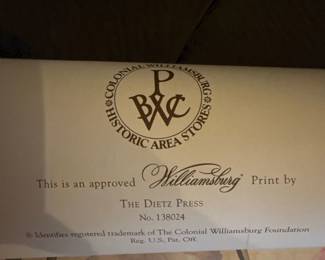 COLONIAL WILLIAMSBURG
P
BWC
HISTORIC AREA STORES
This is an approved Williamsburg® Print by
THE DIETZ PRESS
No. 138024
® Identifies registered trademark of The Colonial Williamsburg Foundation
Reg. U.S. Pat. Off.